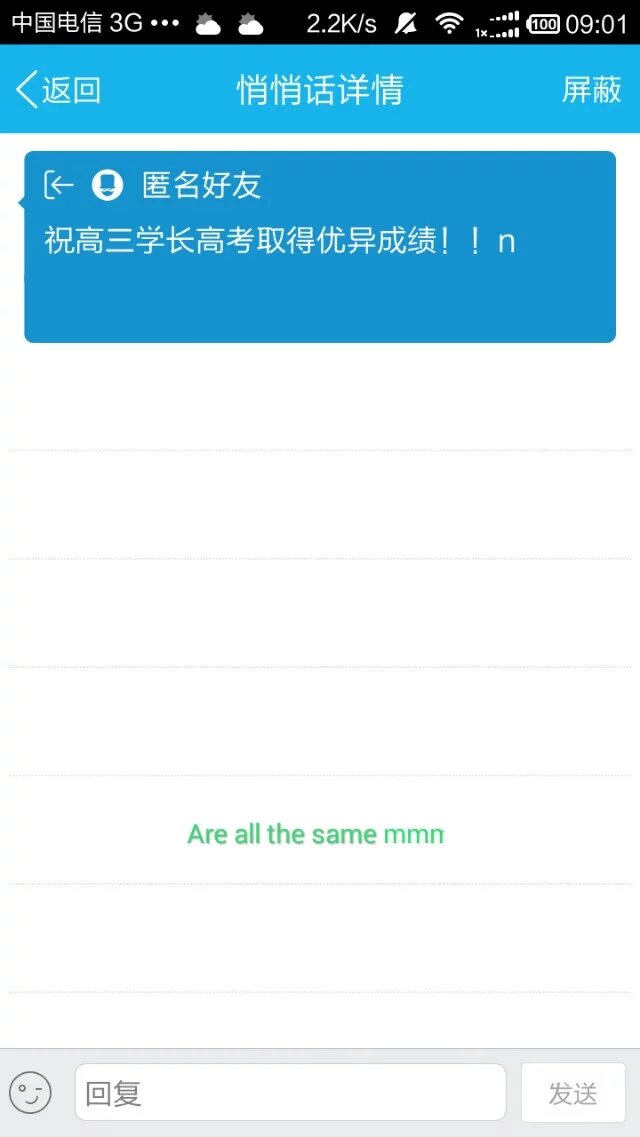 中国电信 3G ••• 2.2K/s 1x 100 09:01
返回 悄悄话详情 屏蔽
匿名好友
祝高三学长高考取得优异成绩！！n
Are all the same mmn
回复 发送